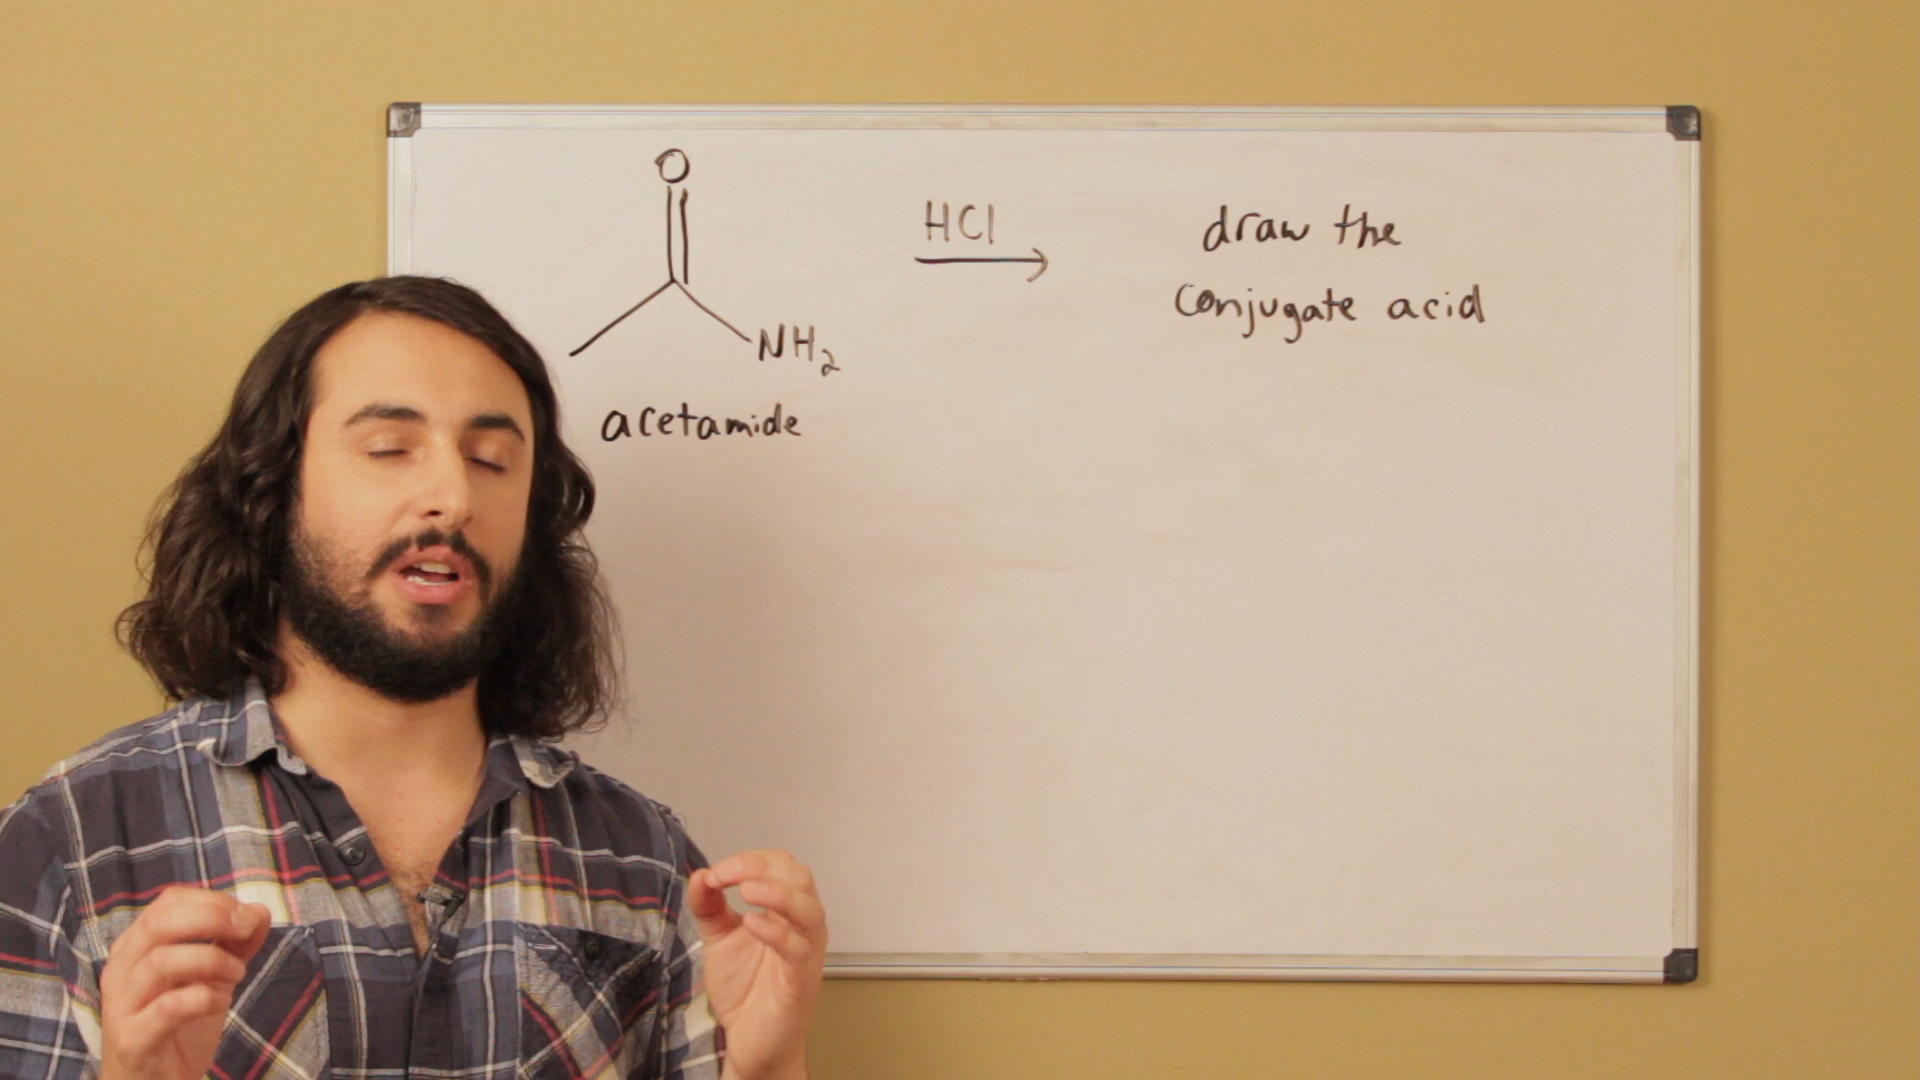 O
NH₂
acetamide
HCl
draw the
conjugate acid